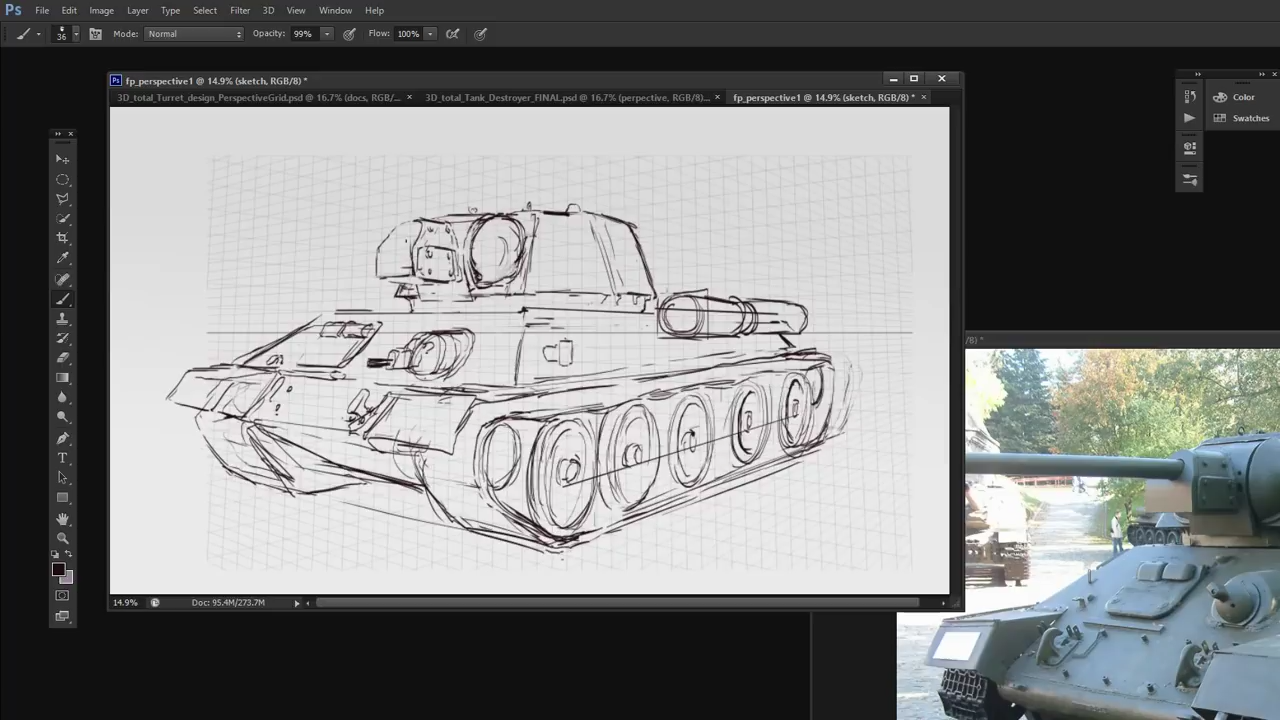 Ps File Edit Image Layer Type Select Filter 3D View Window Help
36 Mode: Normal Opacity: 99% Flow: 100%
Ps fp_perspective1 @ 14.9% (sketch, RGB/8) *
3D_total_Turret_design_PerspectiveGrid.psd @ 16.7% (docs, RGB/... × 3D_total_Tank_Destroyer_FINAL.psd @ 16.7% (perpective, RGB/8)... × fp_perspective1 @ 14.9% (sketch, RGB/8) * ×
Color
Swatches
/8) *
14.9% Doc: 95.4M/273.7M